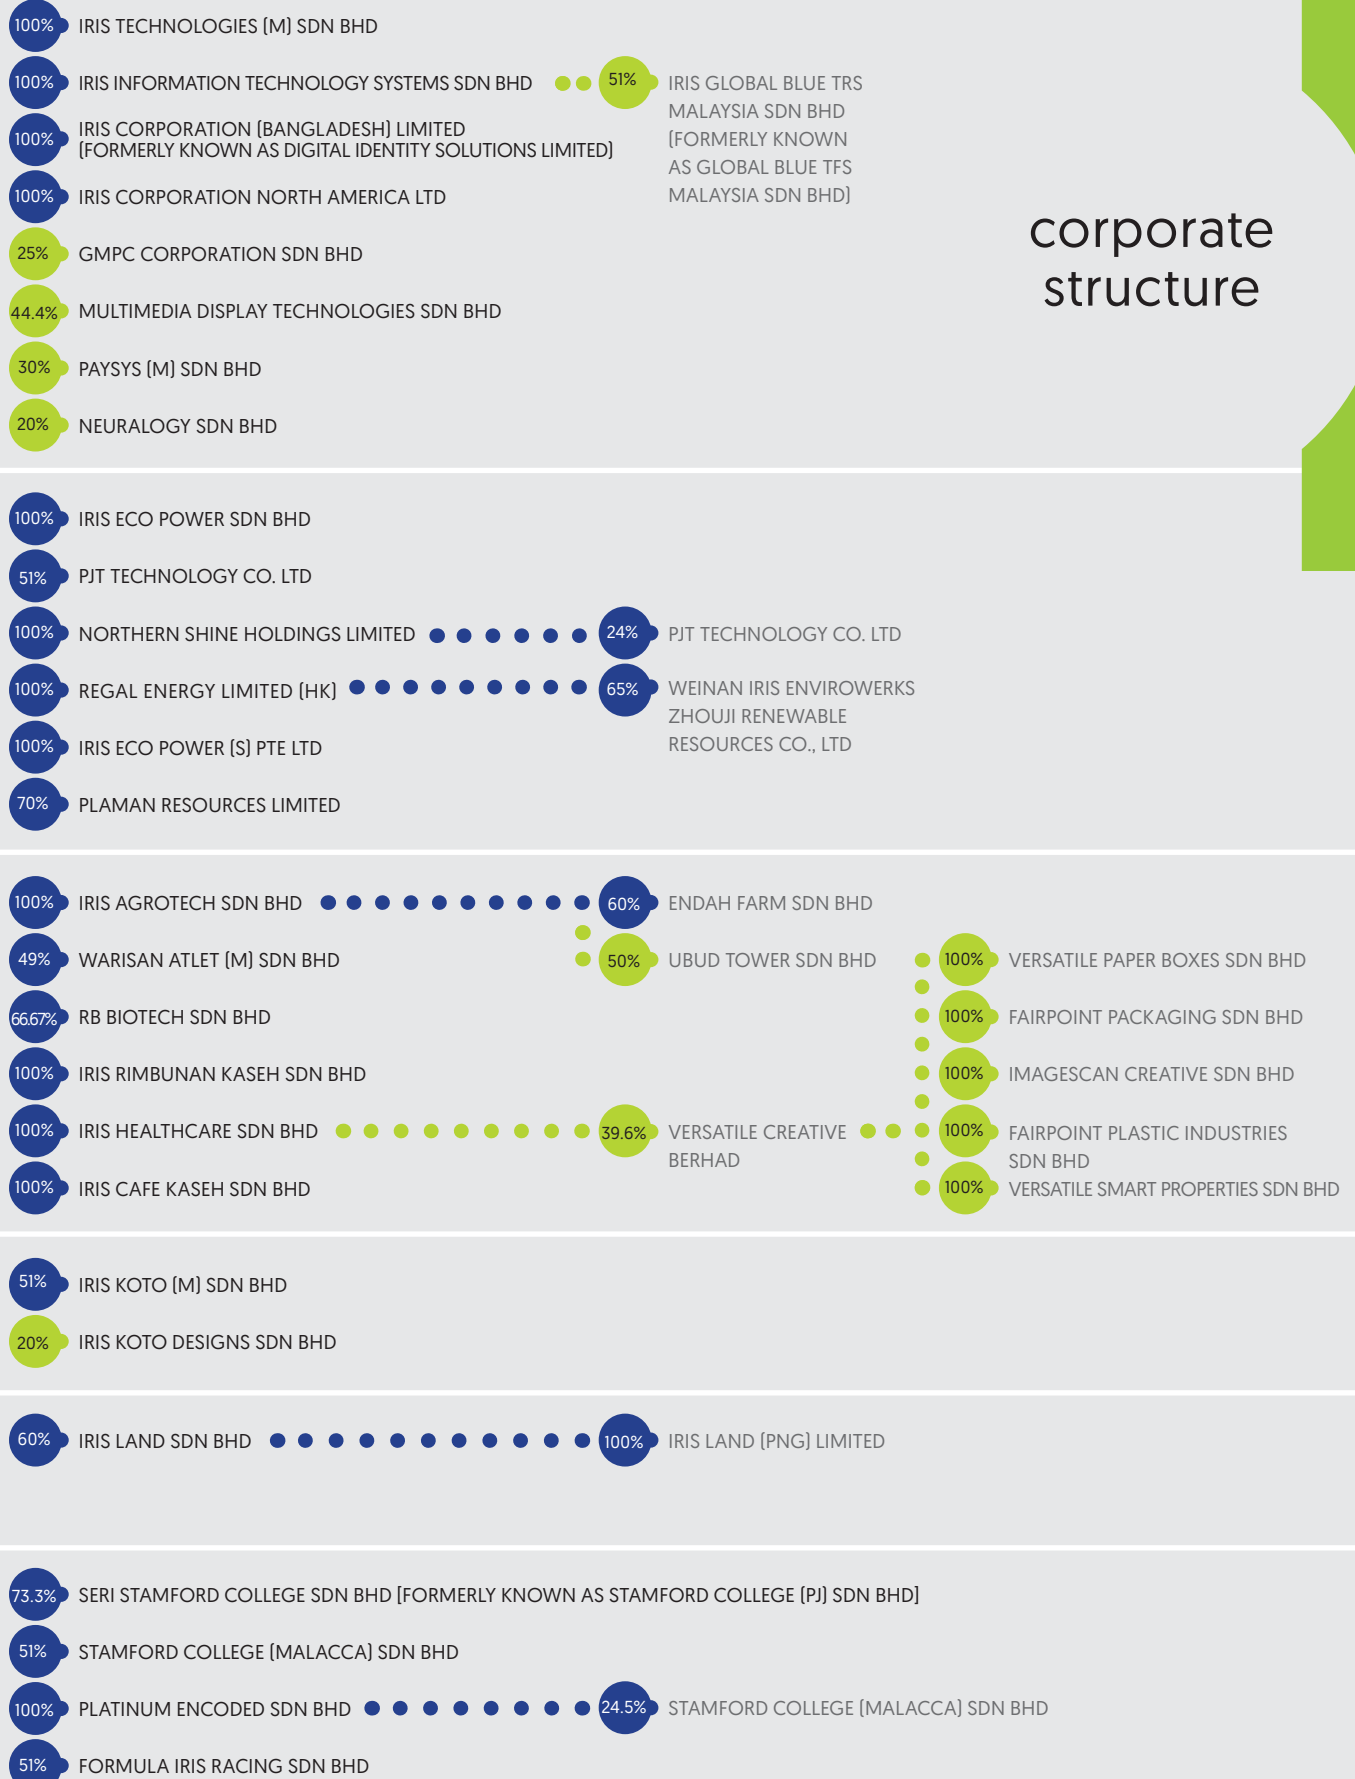 100% IRIS TECHNOLOGIES (M) SDN BHD
100% IRIS INFORMATION TECHNOLOGY SYSTEMS SDN BHD
51% IRIS GLOBAL BLUE TRS
MALAYSIA SDN BHD
(FORMERLY KNOWN
AS GLOBAL BLUE TFS
MALAYSIA SDN BHD)
100% IRIS CORPORATION (BANGLADESH) LIMITED
(FORMERLY KNOWN AS DIGITAL IDENTITY SOLUTIONS LIMITED)
100% IRIS CORPORATION NORTH AMERICA LTD
corporate
structure
25% GMPC CORPORATION SDN BHD
44.4% MULTIMEDIA DISPLAY TECHNOLOGIES SDN BHD
30% PAYSYS (M) SDN BHD
20% NEURALOGY SDN BHD
100% IRIS ECO POWER SDN BHD
51% PJT TECHNOLOGY CO. LTD
100% NORTHERN SHINE HOLDINGS LIMITED
24% PJT TECHNOLOGY CO. LTD
100% REGAL ENERGY LIMITED (HK)
65% WEINAN IRIS ENVIROWERKS
ZHOUJI RENEWABLE
RESOURCES CO., LTD
100% IRIS ECO POWER (S) PTE LTD
70% PLAMAN RESOURCES LIMITED
100% IRIS AGROTECH SDN BHD
60% ENDAH FARM SDN BHD
49% WARISAN ATLET (M) SDN BHD
50% UBUD TOWER SDN BHD
100% VERSATILE PAPER BOXES SDN BHD
66.67% RB BIOTECH SDN BHD
100% FAIRPOINT PACKAGING SDN BHD
100% IRIS RIMBUNAN KASEH SDN BHD
100% IMAGESCAN CREATIVE SDN BHD
100% IRIS HEALTHCARE SDN BHD
39.6% VERSATILE CREATIVE
BERHAD
100% FAIRPOINT PLASTIC INDUSTRIES
SDN BHD
100% IRIS CAFE KASEH SDN BHD
100% VERSATILE SMART PROPERTIES SDN BHD
51% IRIS KOTO (M) SDN BHD
20% IRIS KOTO DESIGNS SDN BHD
60% IRIS LAND SDN BHD
100% IRIS LAND (PNG) LIMITED
73.3% SERI STAMFORD COLLEGE SDN BHD [FORMERLY KNOWN AS STAMFORD COLLEGE (PJ) SDN BHD]
51% STAMFORD COLLEGE (MALACCA) SDN BHD
100% PLATINUM ENCODED SDN BHD
24.5% STAMFORD COLLEGE (MALACCA) SDN BHD
51% FORMULA IRIS RACING SDN BHD